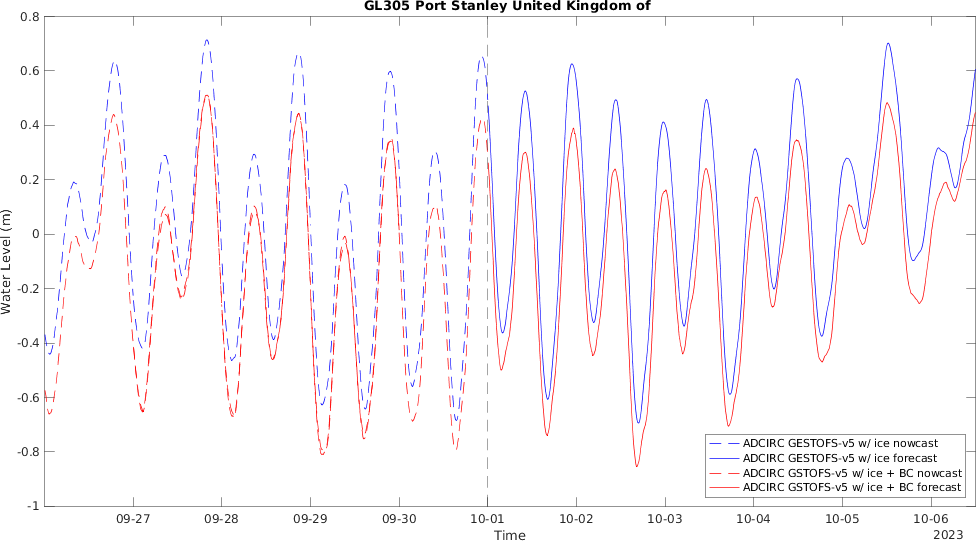 GL305 Port Stanley United Kingdom of
0.8
0.6
0.4
0.2
0
-0.2
-0.4
-0.6
-0.8
-1
Water Level (m)
09-27 09-28 09-29 09-30 10-01 10-02 10-03 10-04 10-05 10-06
Time
2023
ADCIRC GESTOFS-v5 w/ ice nowcast
ADCIRC GESTOFS-v5 w/ ice forecast
ADCIRC GSTOFS-v5 w/ ice + BC nowcast
ADCIRC GSTOFS-v5 w/ ice + BC forecast